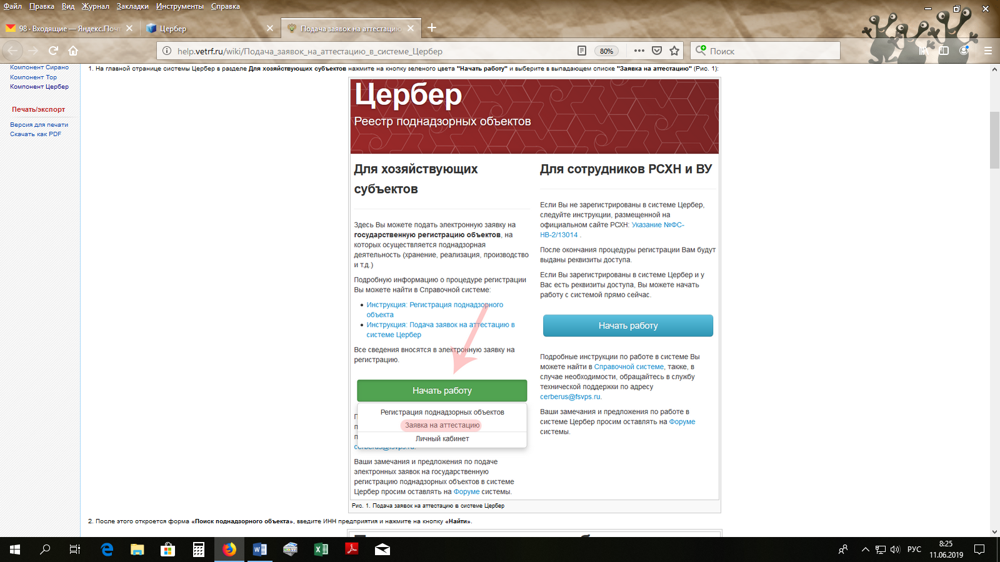 Файл Правка Вид Журнал Закладки Инструменты Справка
98 · Входящие — Яндекс.Почт
Цербер
Подача заявок на аттестацию
help.vetrf.ru/wiki/Подача_заявок_на_аттестацию_в_системе_Цербер
80%
Поиск
Компонент Сирано
Компонент Тор
Компонент Цербер
Печать/экспорт
Версия для печати
Скачать как PDF
1. На главной странице системы Цербер в разделе Для хозяйствующих субъектов нажмите на кнопку зеленого цвета "Начать работу" и выберите в выпадающем списке "Заявка на аттестацию" (Рис. 1):
Цербер
Реестр поднадзорных объектов
Для хозяйствующих
субъектов
Здесь Вы можете подать электронную заявку на
государственную регистрацию объектов, на
которых осуществляется поднадзорная
деятельность (хранение, реализация, производство
и т.д.)
Подробную информацию о процедуре регистрации
Вы можете найти в Справочной системе:
• Инструкция: Регистрация поднадзорного
объекта
• Инструкция: Подача заявок на аттестацию в
системе Цербер
Все сведения вносятся в электронную заявку на
регистрацию.
Начать работу
Регистрация поднадзорных объектов
Заявка на аттестацию
Личный кабинет
cerberus@fsvps.ru.
Ваши замечания и предложения по подаче
электронных заявок на государственную
регистрацию поднадзорных объектов в системе
Цербер просим оставлять на Форуме системы.
Для сотрудников РСХН и ВУ
Если Вы не зарегистрированы в системе Цербер,
следуйте инструкции, размещенной на
официальном сайте РСХН: Указание №ФС-
НВ-2/13014 .
После окончания процедуры регистрации Вам будут
выданы реквизиты доступа.
Если Вы зарегистрированы в системе Цербер и у
Вас есть реквизиты доступа, Вы можете начать
работу с системой прямо сейчас.
Начать работу
Подробные инструкции по работе в системе Вы
можете найти в Справочной системе, также, в
случае необходимости, обращайтесь в службу
технической поддержки по адресу
cerberus@fsvps.ru.
Ваши замечания и предложения по работе в
системе Цербер просим оставлять на Форуме
системы.
Рис. 1. Подача заявок на аттестацию в системе Цербер
2. После этого откроется форма «Поиск поднадзорного объекта», введите ИНН предприятия и нажмите на кнопку «Найти».
РУС
8:25
11.06.2019